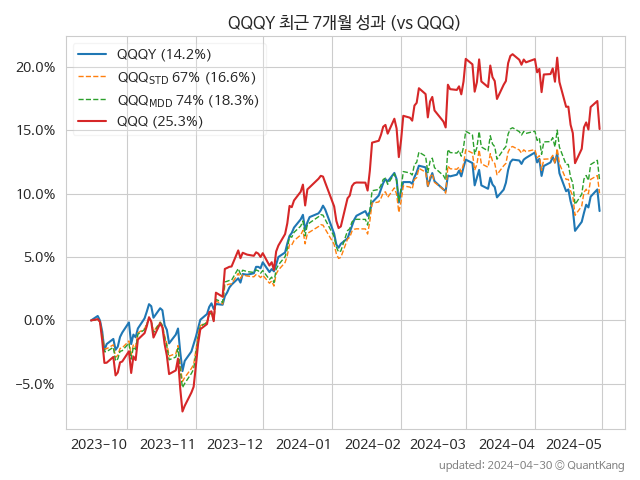 QQQY 최근 7개월 성과 (vs QQQ)
QQQY (14.2%)
QQQSTD 67% (16.6%)
QQQMDD 74% (18.3%)
QQQ (25.3%)
20.0%
15.0%
10.0%
5.0%
0.0%
−5.0%
2023-10 2023-11 2023-12 2024-01 2024-02 2024-03 2024-04 2024-05
updated: 2024-04-30 © QuantKang